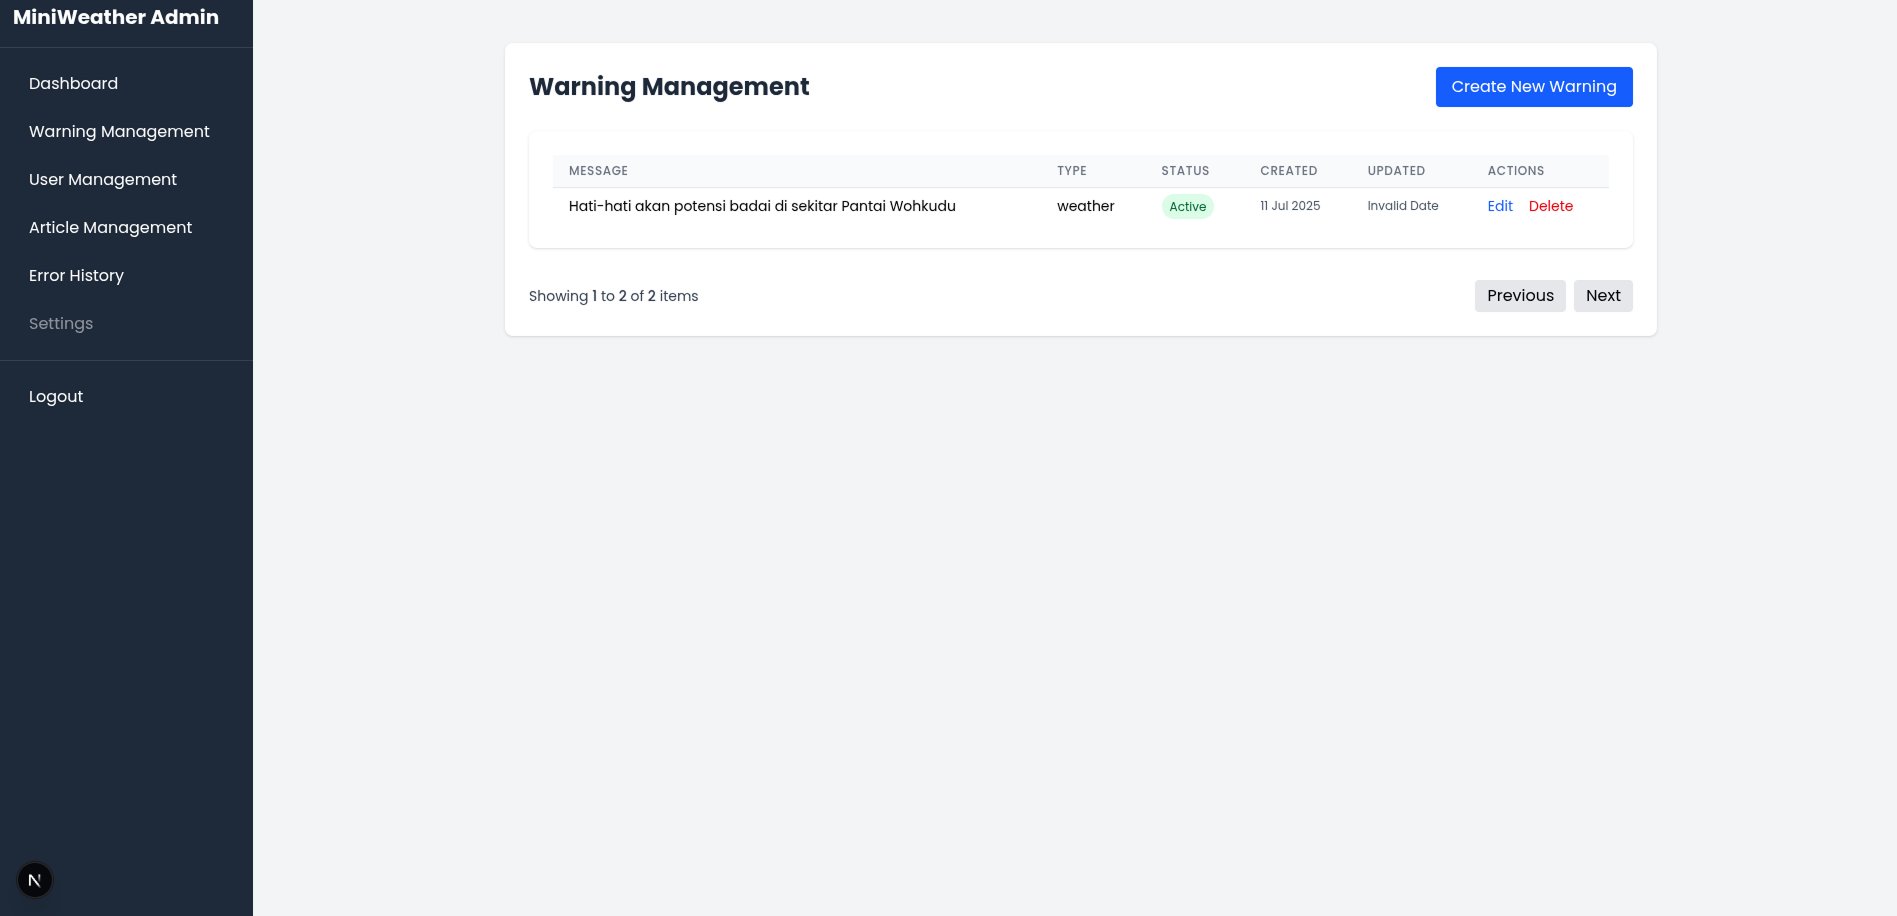 MiniWeather Admin
Dashboard
Warning Management
User Management
Article Management
Error History
Settings
Logout
N
Warning Management
Create New Warning
MESSAGE TYPE STATUS CREATED UPDATED ACTIONS
Hati-hati akan potensi badai di sekitar Pantai Wohkudu weather Active 11 Jul 2025 Invalid Date Edit Delete
Showing 1 to 2 of 2 items
Previous Next